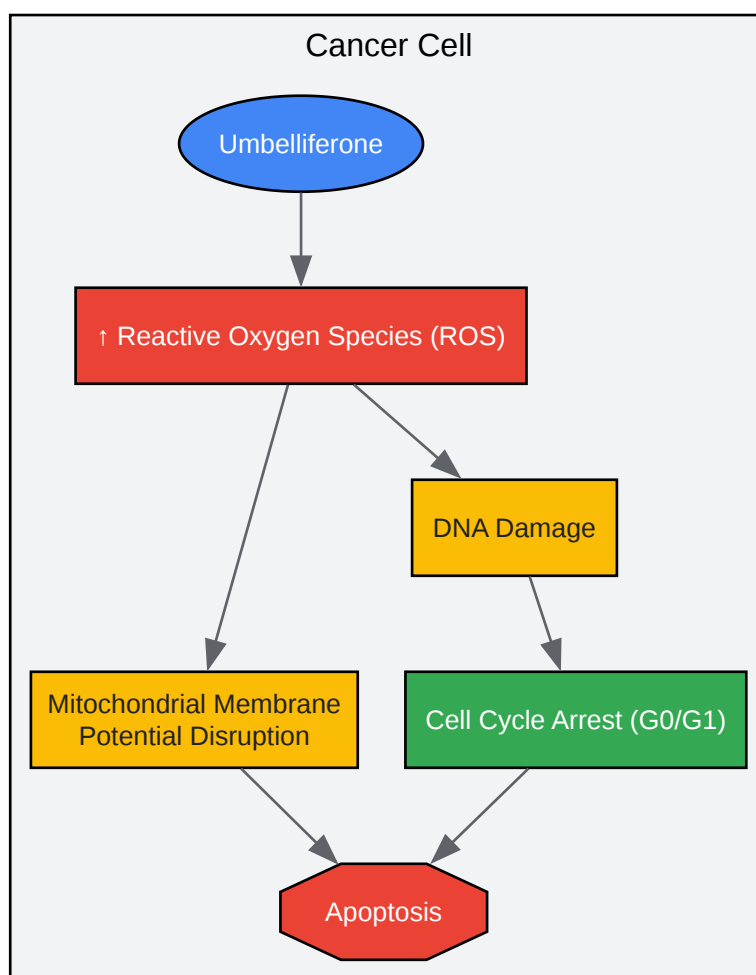 Cancer Cell
Umbelliferone
↑ Reactive Oxygen Species (ROS)
DNA Damage
Mitochondrial Membrane
Potential Disruption
Cell Cycle Arrest (G0/G1)
Apoptosis